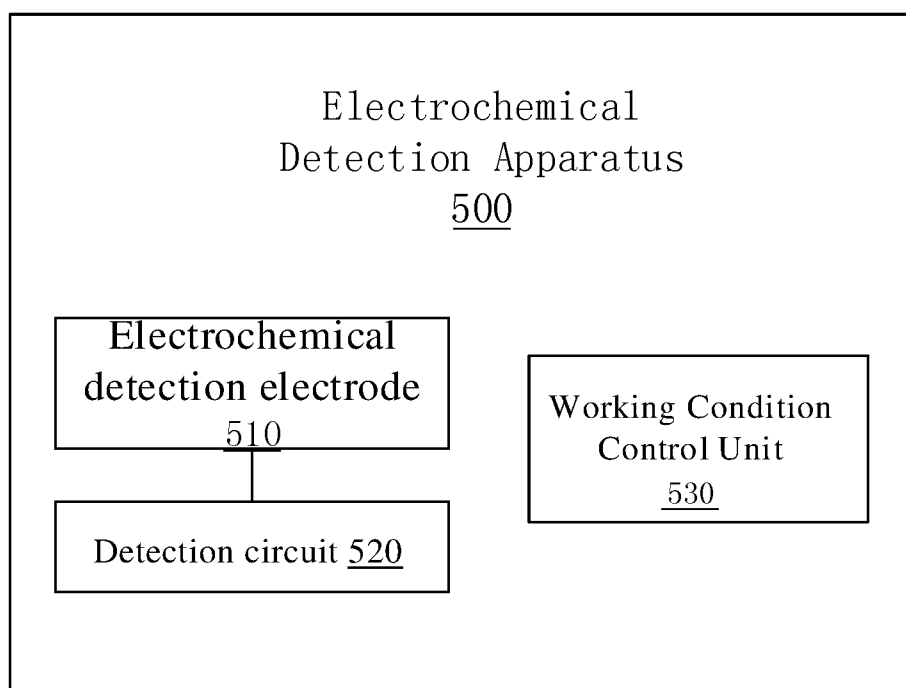 Electrochemical
Detection Apparatus
500
Electrochemical
detection electrode
510
Detection circuit 520
Working Condition
Control Unit
530